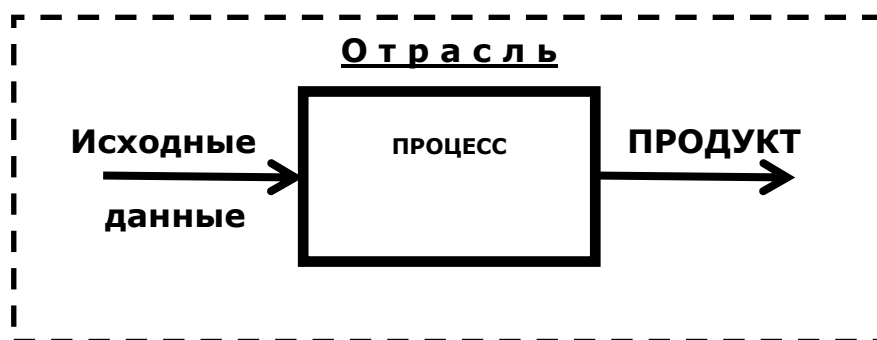 О т р а с л ь
Исходные
данные
ПРОЦЕСС
ПРОДУКТ